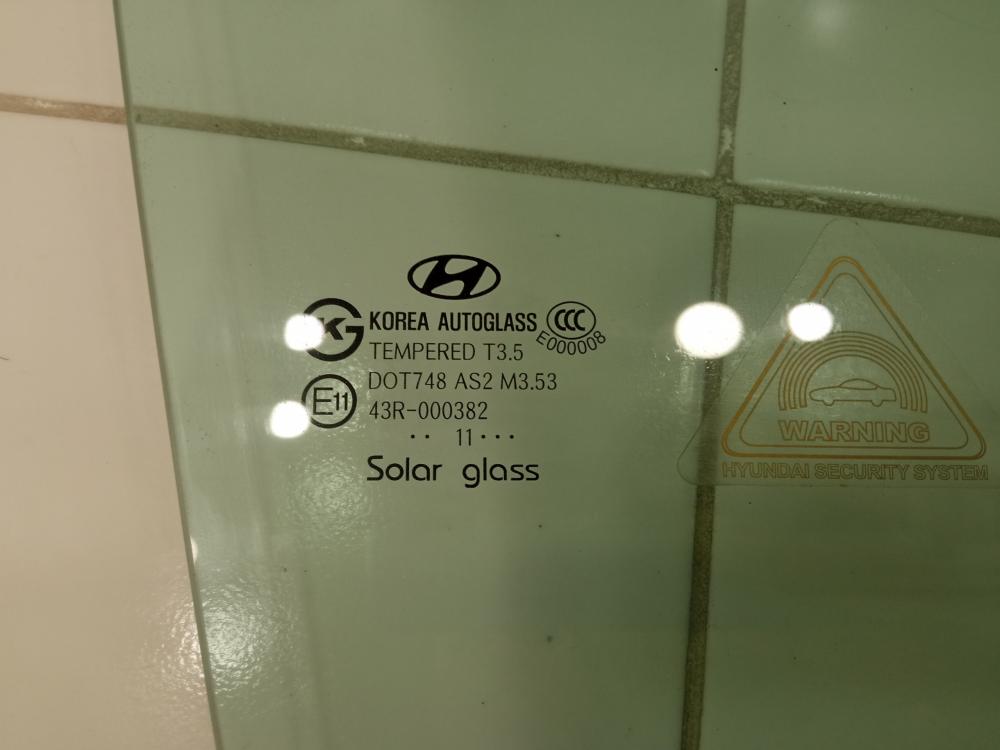 KOREA AUTOGLASS
CCC
E000008
TEMPERED T3.5
DOT748 AS2 M3.53
E11
43R-000382
·· 11···
Solar glass
WARNING
HYUNDAI SECURITY SYSTEM